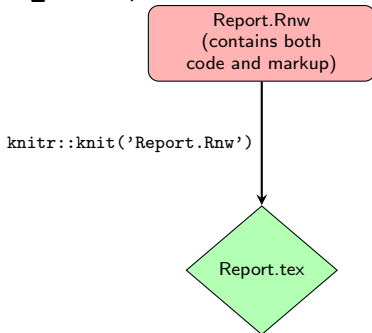 Report.Rnw
(contains both
code and markup)
knitr::knit('Report.Rnw')
Report.tex